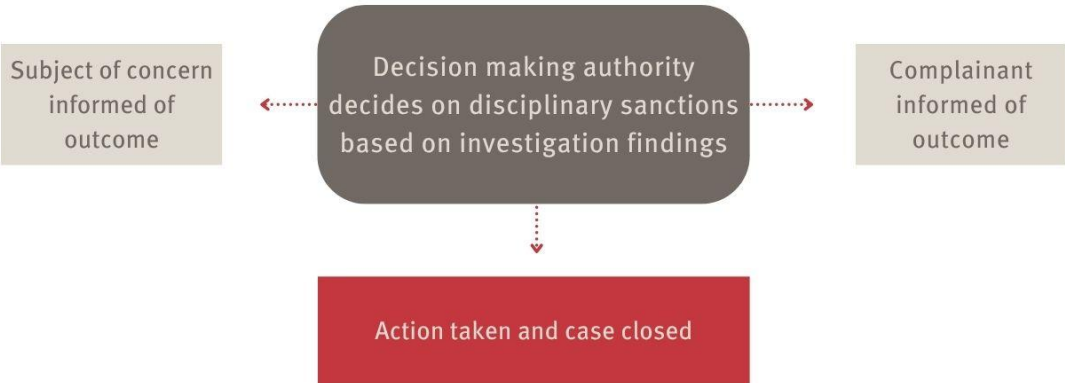 Subject of concern
informed of
outcome
Decision making authority
decides on disciplinary sanctions
based on investigation findings
Complainant
informed of
outcome
Action taken and case closed